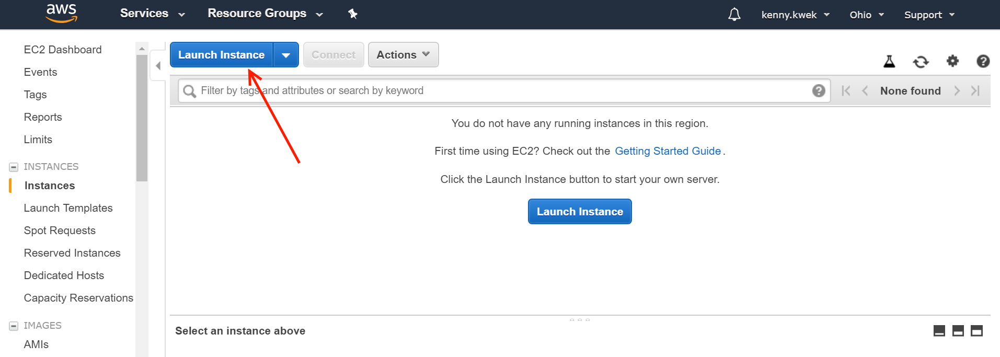 aws Services Resource Groups kenny.kwek Ohio Support
EC2 Dashboard
Events
Tags
Reports
Limits
INSTANCES
Instances
Launch Templates
Spot Requests
Reserved Instances
Dedicated Hosts
Capacity Reservations
IMAGES
AMIs
Launch Instance Connect Actions
Filter by tags and attributes or search by keyword
None found
You do not have any running instances in this region.
First time using EC2? Check out the Getting Started Guide.
Click the Launch Instance button to start your own server.
Launch Instance
Select an instance above